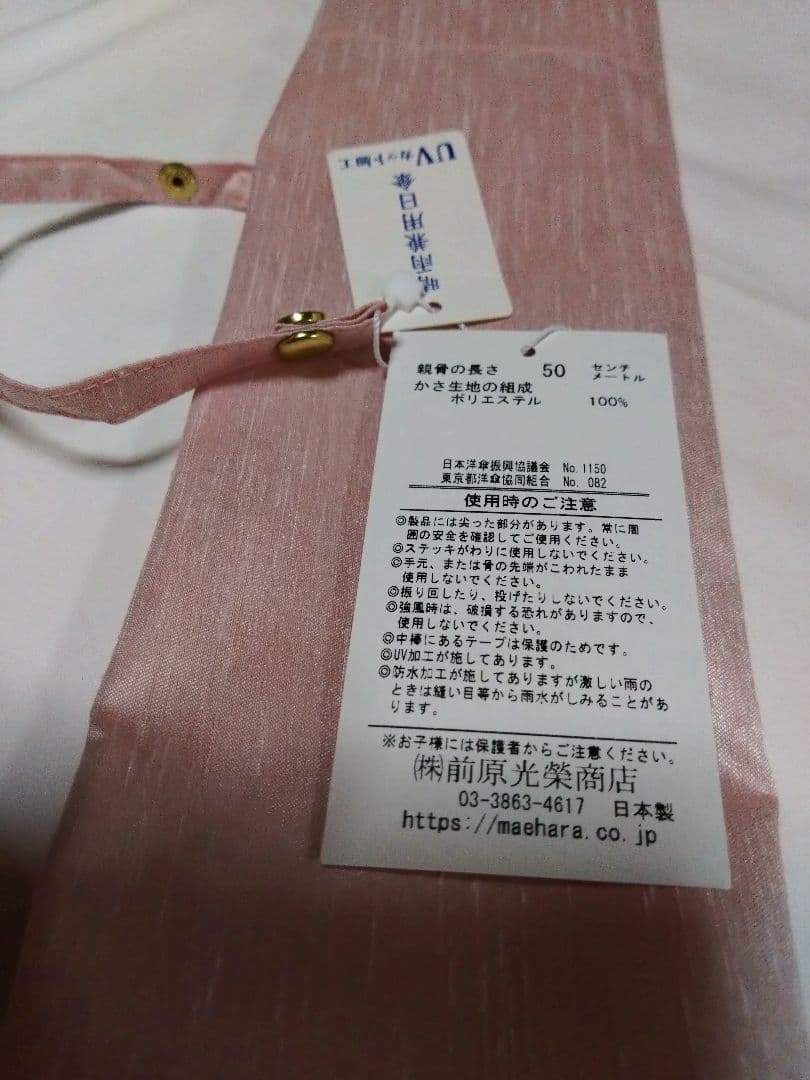 UVカット加工
晴雨兼用日傘
親骨の長さ 50 センチメートル
かさ生地の組成
ポリエステル 100%
日本洋傘振興協議会 No.1150
東京都洋傘協同組合 No. 082
使用時のご注意
◎製品には尖った部分があります。常に周
囲の安全を確認してご使用ください。
◎ステッキがわりに使用しないでください。
◎手元、または骨の先端がこわれたまま
使用しないでください。
◎振り回したり、投げたりしないでください。
◎強風時は、破損する恐れがありますので、
使用しないでください。
◎中棒にあるテープは保護のためです。
◎UV加工が施してあります。
◎防水加工が施してありますが激しい雨の
ときは縫い目等から雨水がしみることがあ
ります。
※お子様には保護者からご注意ください。
㈱前原光榮商店
03-3863-4617 日本製
https://maehara.co.jp